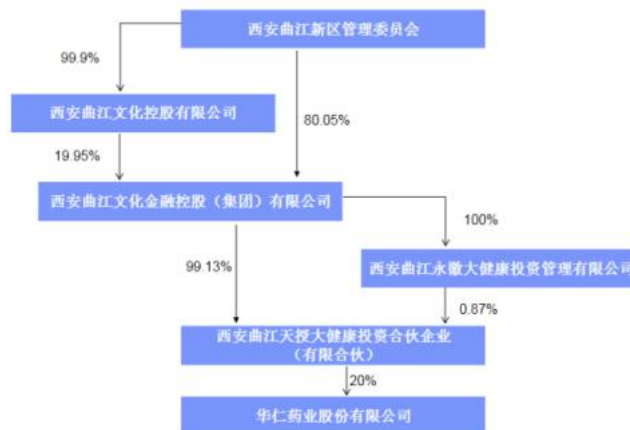 西安曲江新区管理委员会
99.9%
西安曲江文化控股有限公司
80.05%
19.95%
西安曲江文化金融控股（集团）有限公司
100%
99.13%
西安曲江永徽大健康投资管理有限公司
0.87%
西安曲江天授大健康投资合伙企业
（有限合伙）
20%
华仁药业股份有限公司